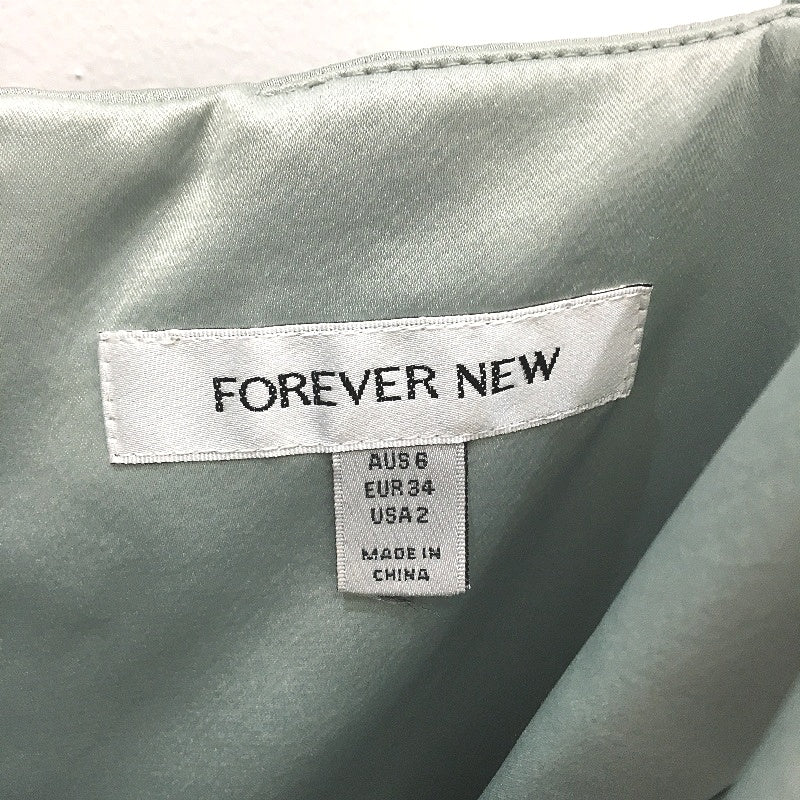 FOREVER NEW
AUS 6
EUR 34
USA 2
MADE IN
CHINA